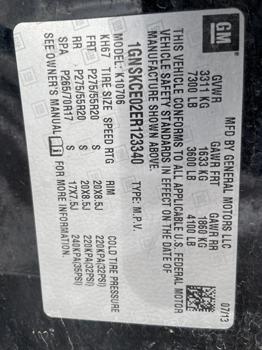 GM
MFD BY GENERAL MOTORS LLC
07/13
GVWR
GAWR FRT
GAWR RR
3311 KG
1633 KG
1860 KG
7300 LB
3600 LB
4100 LB
THIS VEHICLE CONFORMS TO ALL APPLICABLE U.S. FEDERAL MOTOR
VEHICLE SAFETY STANDARDS IN EFFECT ON THE DATE OF
MANUFACTURE SHOWN ABOVE.
1GNSKCE02ER123340
TYPE: M.P.V.
MODEL: K10706
KH67
TIRE SIZE
SPEED RTG
RIM
COLD TIRE PRESSURE
FRT
P275/55R20
S
20X8.5J
220KPA(32PSI)
RR
P275/55R20
S
20X8.5J
220KPA(32PSI)
SPA
P265/70R17
S
17X7.5J
240KPA(35PSI)
SEE OWNER'S MANUAL